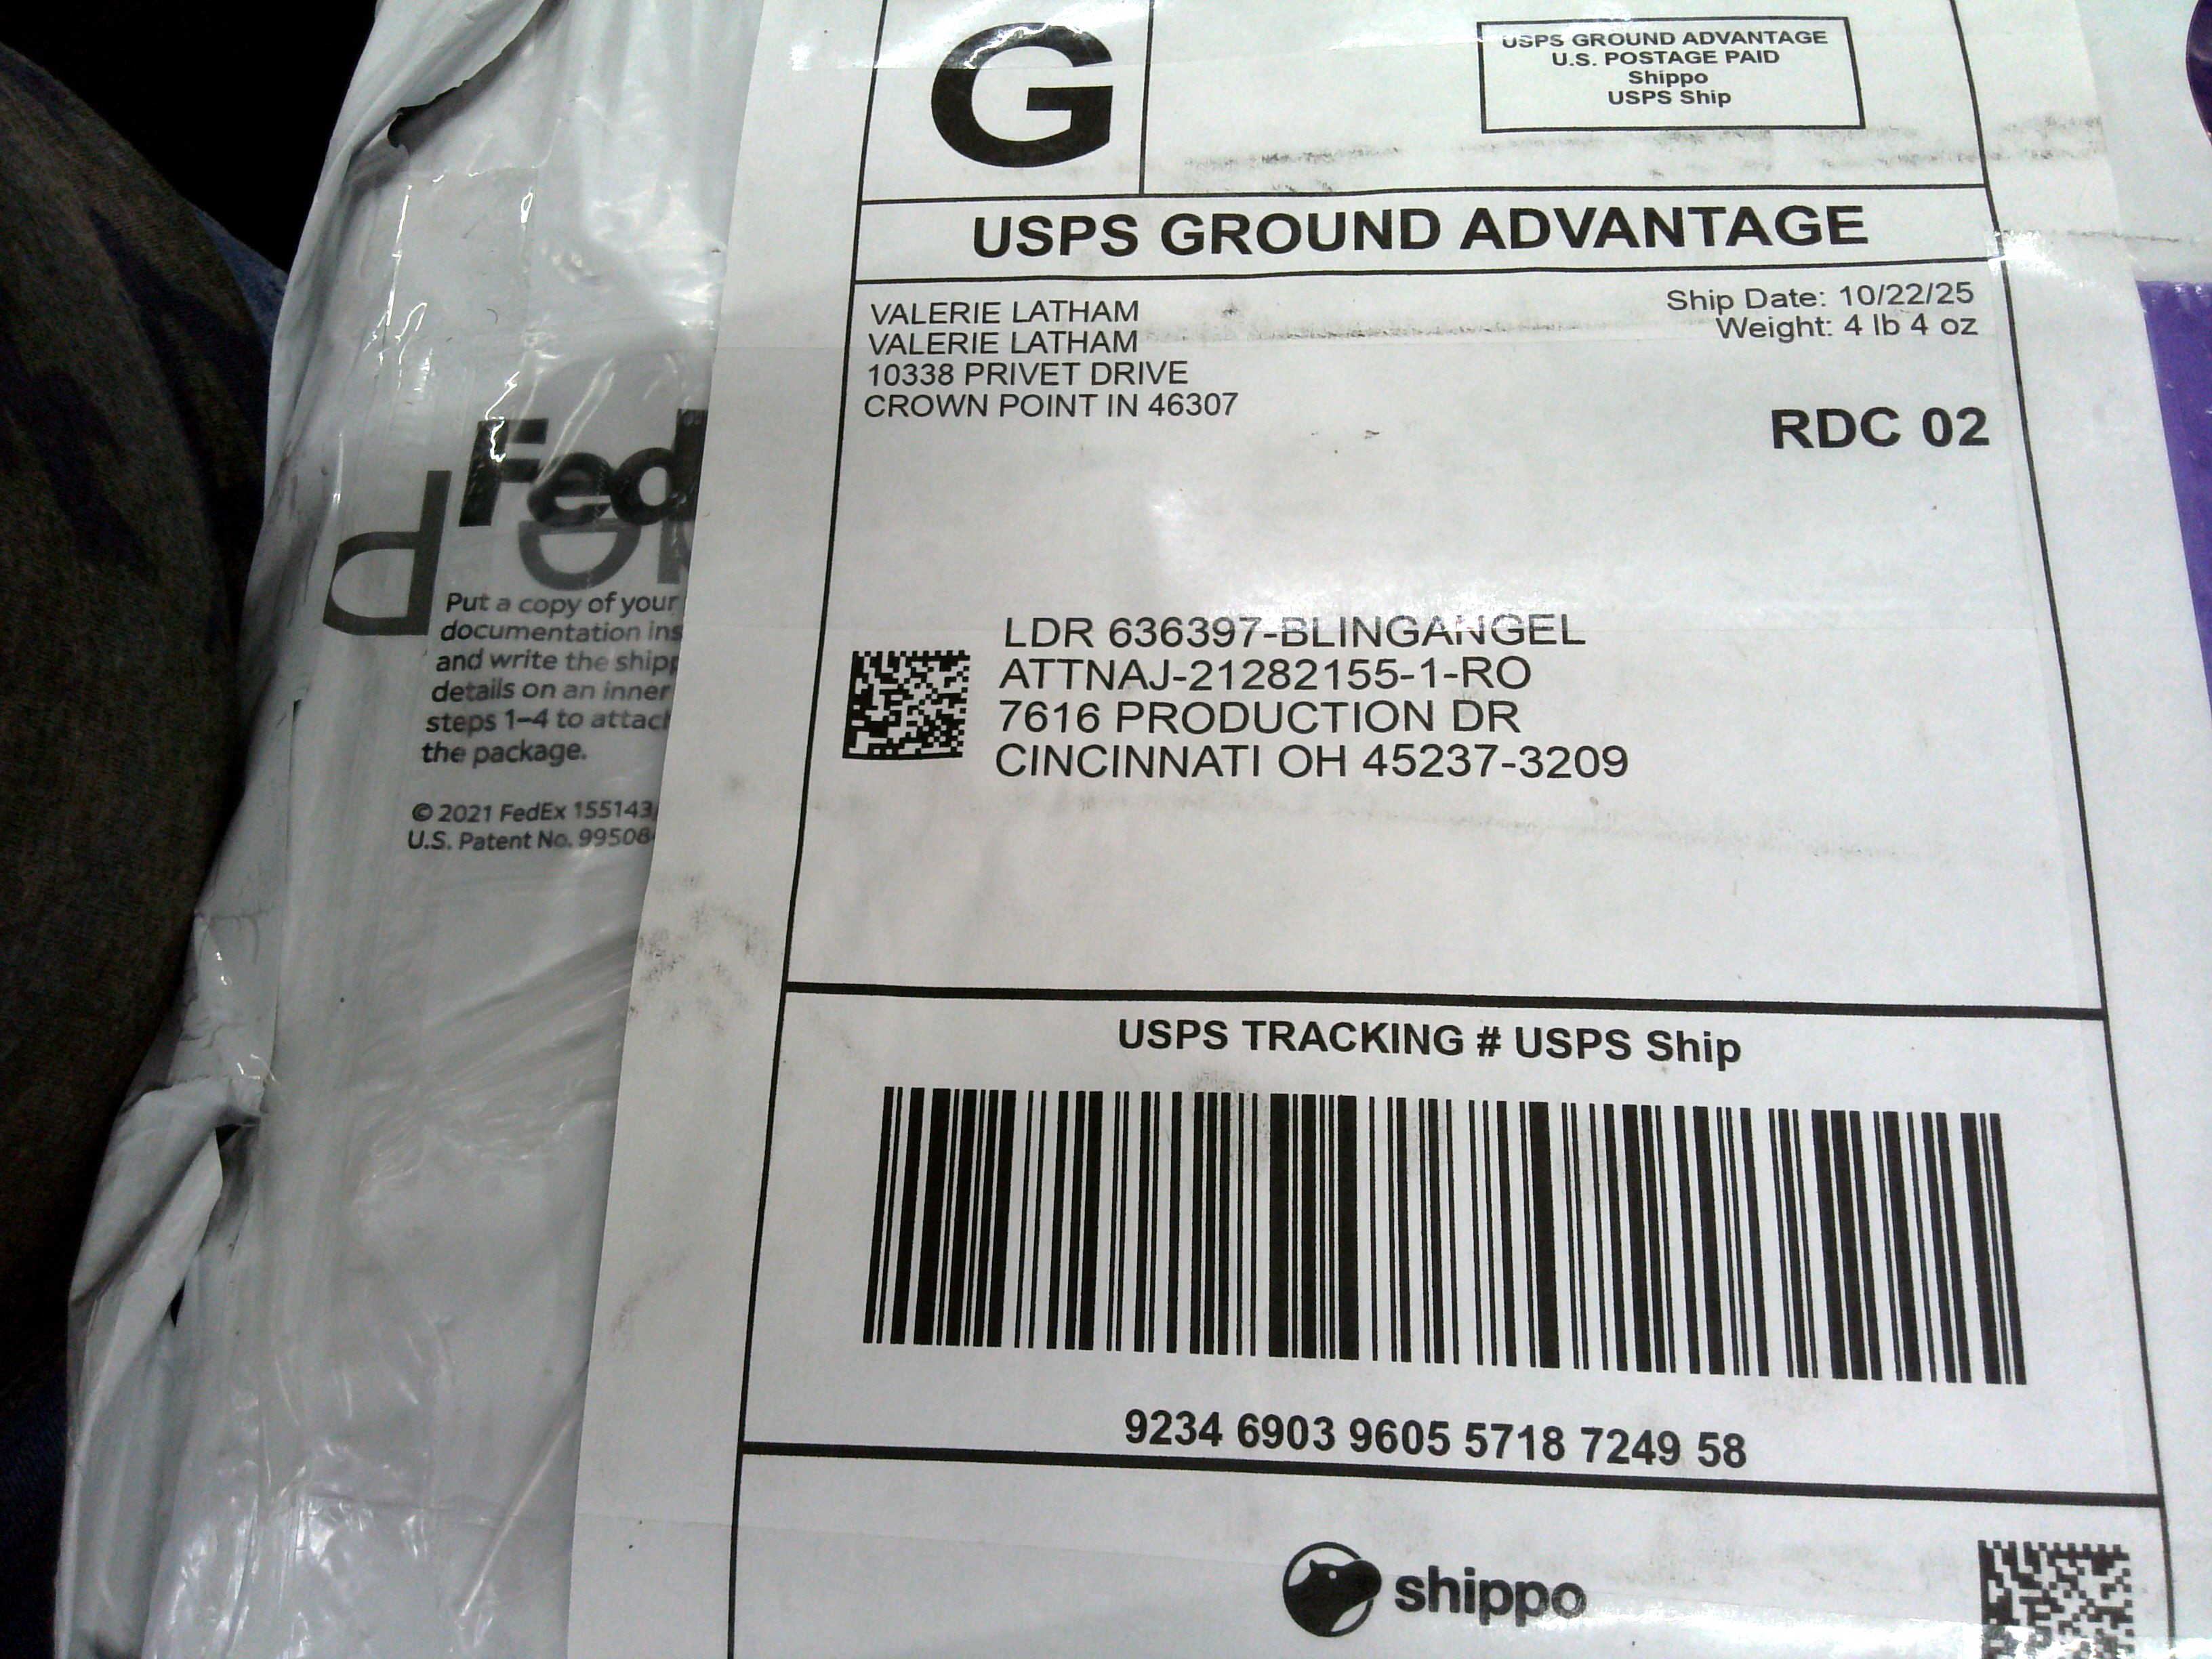 G
USPS GROUND ADVANTAGE
U.S. POSTAGE PAID
Shippo
USPS Ship
USPS GROUND ADVANTAGE
VALERIE LATHAM
VALERIE LATHAM
10338 PRIVET DRIVE
CROWN POINT IN 46307
Ship Date: 10/22/25
Weight: 4 lb 4 oz
RDC 02
LDR 636397-BLINGANGEL
ATTNAJ-21282155-1-RO
7616 PRODUCTION DR
CINCINNATI OH 45237-3209
USPS TRACKING # USPS Ship
9234 6903 9605 5718 7249 58
shippo
Fed
Put a copy of your
documentation ins
and write the shipp
details on an inner
steps 1–4 to attach
the package.
© 2021 FedEx 155143
U.S. Patent No. 99508